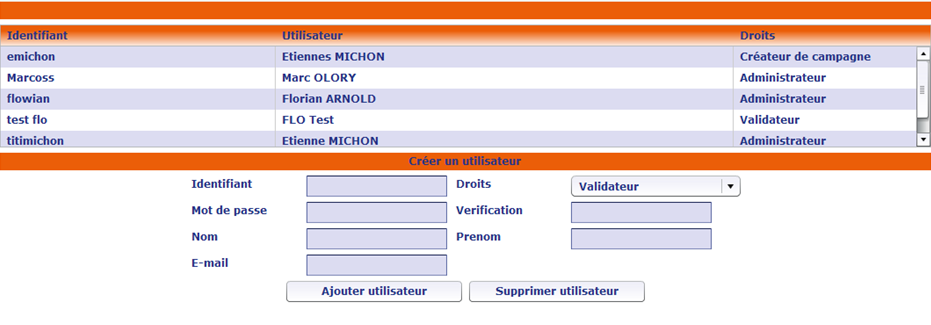 Identifiant Utilisateur Droits
emichon Etiennes MICHON Créateur de campagne
Marcoss Marc OLORY Administrateur
flowian Florian ARNOLD Administrateur
test flo FLO Test Validateur
titimichon Etienne MICHON Administrateur
Créer un utilisateur
Identifiant Droits Validateur
Mot de passe Verification
Nom Prenom
E-mail
Ajouter utilisateur Supprimer utilisateur